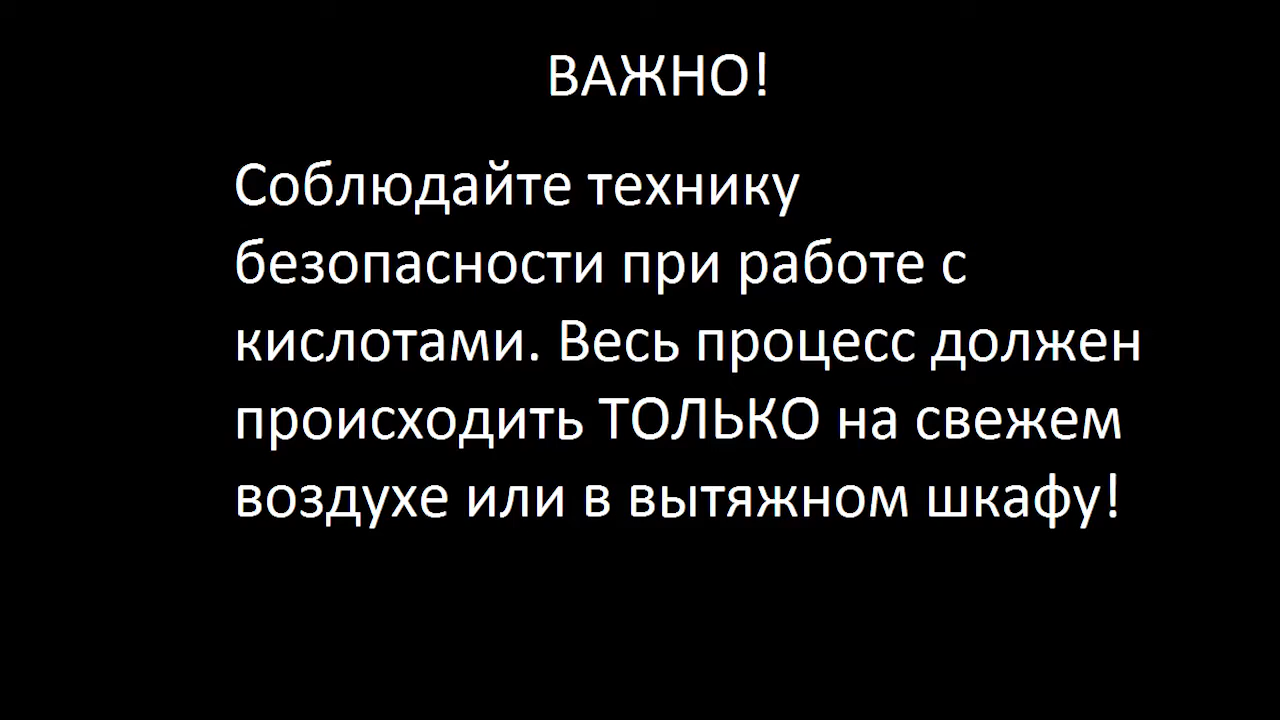 ВАЖНО!
Соблюдайте технику
безопасности при работе с
кислотами. Весь процесс должен
происходить ТОЛЬКО на свежем
воздухе или в вытяжном шкафу!